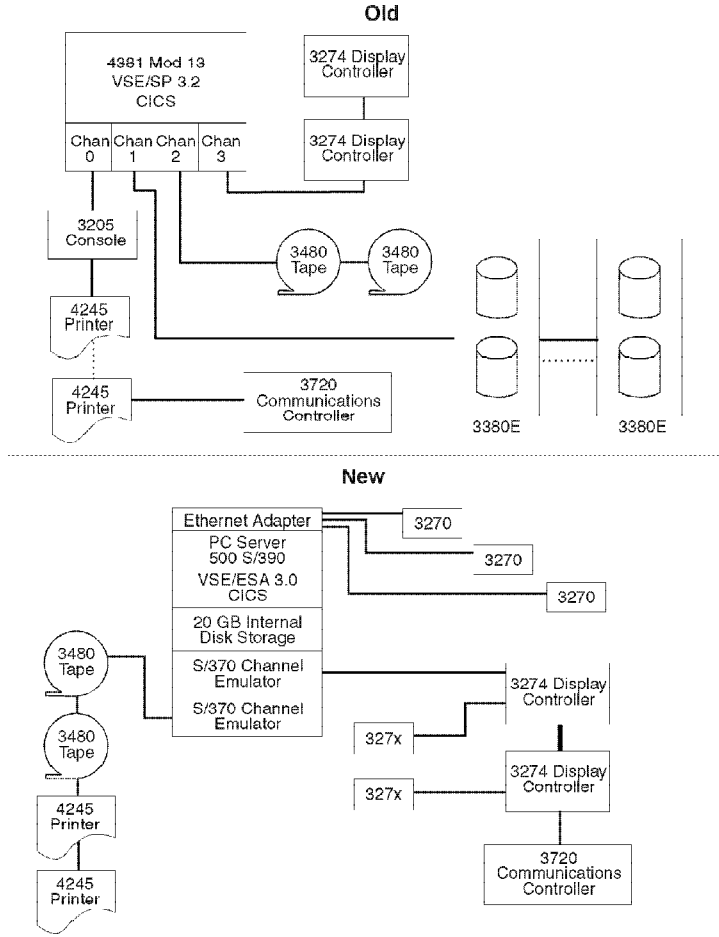 Old
4381 Mod 13
VSE/SP 3.2
CICS
Chan
0
Chan
1
Chan
2
Chan
3
3274 Display
Controller
3274 Display
Controller
3205
Console
4245
Printer
4245
Printer
3480
Tape
3480
Tape
3720
Communications
Controller
3380E
3380E
New
Ethernet Adapter
PC Server
500 S/390
VSE/ESA 3.0
CICS
20 GB Internal
Disk Storage
S/370 Channel
Emulator
S/370 Channel
Emulator
3270
3270
3270
3480
Tape
3480
Tape
4245
Printer
4245
Printer
3274 Display
Controller
327x
327x
3274 Display
Controller
3720
Communications
Controller